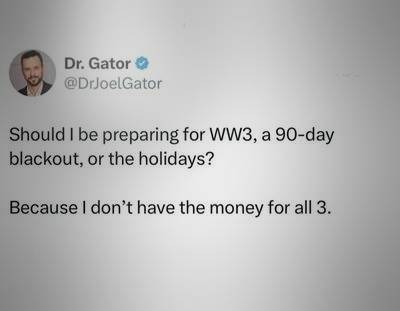 Dr. Gator
@DrJoelGator
Should I be preparing for WW3, a 90-day
blackout, or the holidays?
Because I don't have the money for all 3.